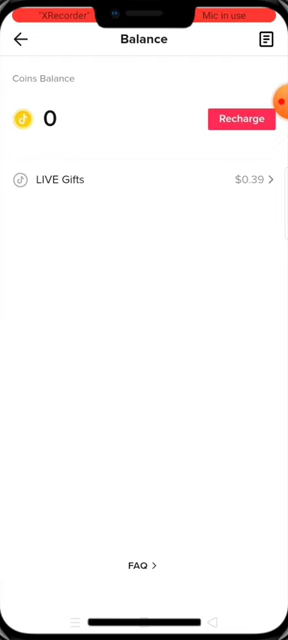 "XRecorder" Mic in use
Balance
Coins Balance
0
Recharge
LIVE Gifts $0.39
FAQ